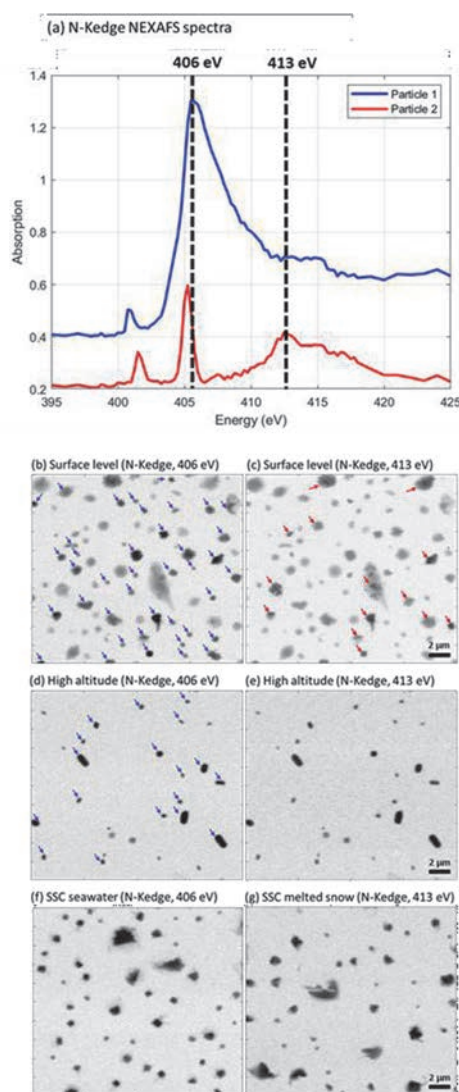 (a) N-Kedge NEXAFS spectra
406 eV 413 eV
1.4
1.2
1
0.8
0.6
0.4
0.2
Absorption
Particle 1
Particle 2
395 400 405 410 415 420 425
Energy (eV)
(b) Surface level (N-Kedge, 406 eV)
(c) Surface level (N-Kedge, 413 eV)
2 μm
(d) High altitude (N-Kedge, 406 eV)
(e) High altitude (N-Kedge, 413 eV)
2 μm
(f) SSC seawater (N-Kedge, 406 eV)
(g) SSC melted snow (N-Kedge, 413 eV)
2 μm